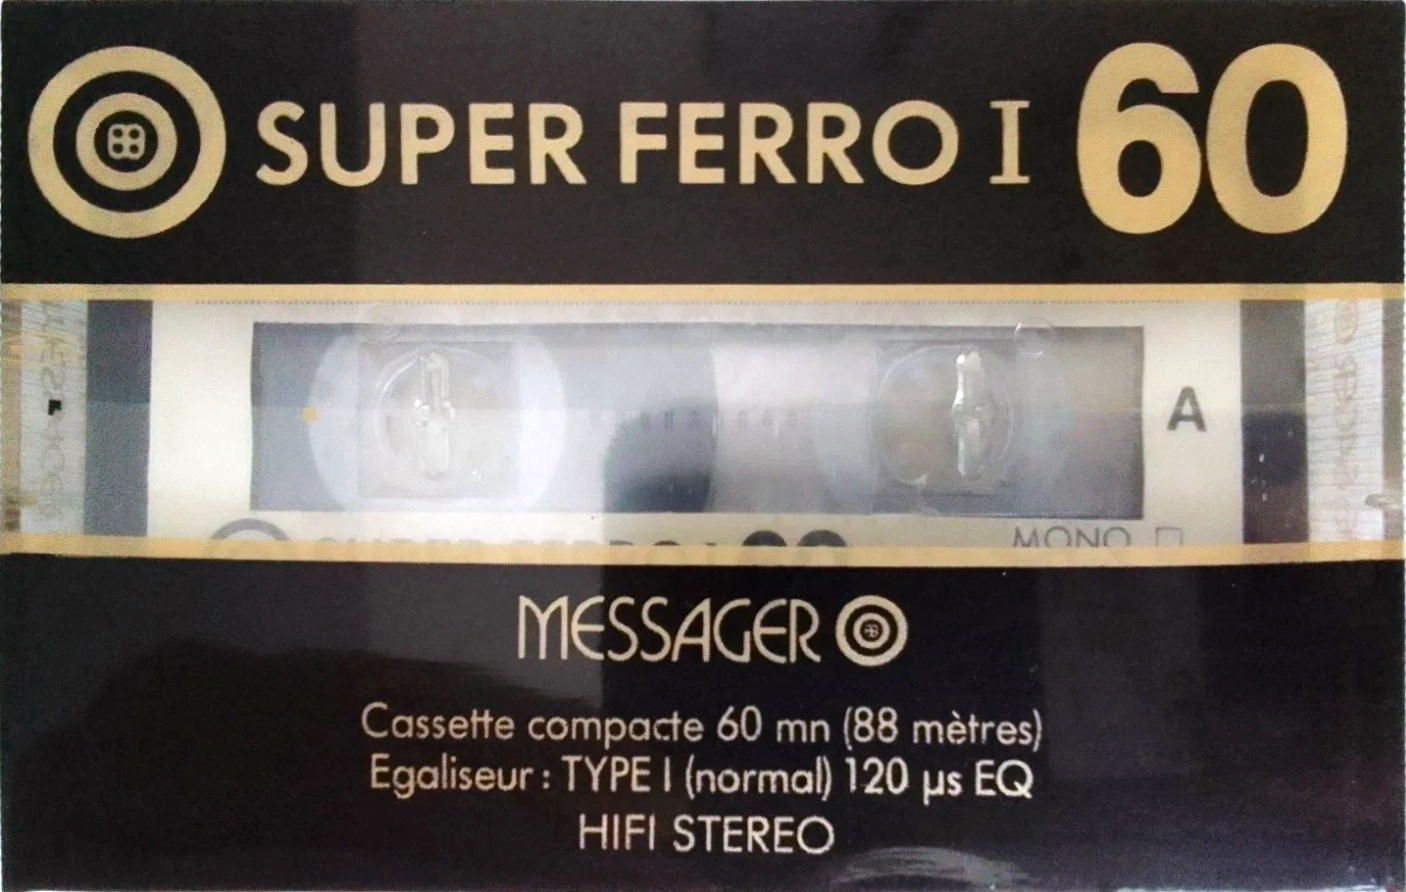 SUPER FERRO I 60
A
MONO
MESSAGER
Cassette compacte 60 mn (88 mètres)
Egaliseur : TYPE I (normal) 120 µs EQ
HIFI STEREO